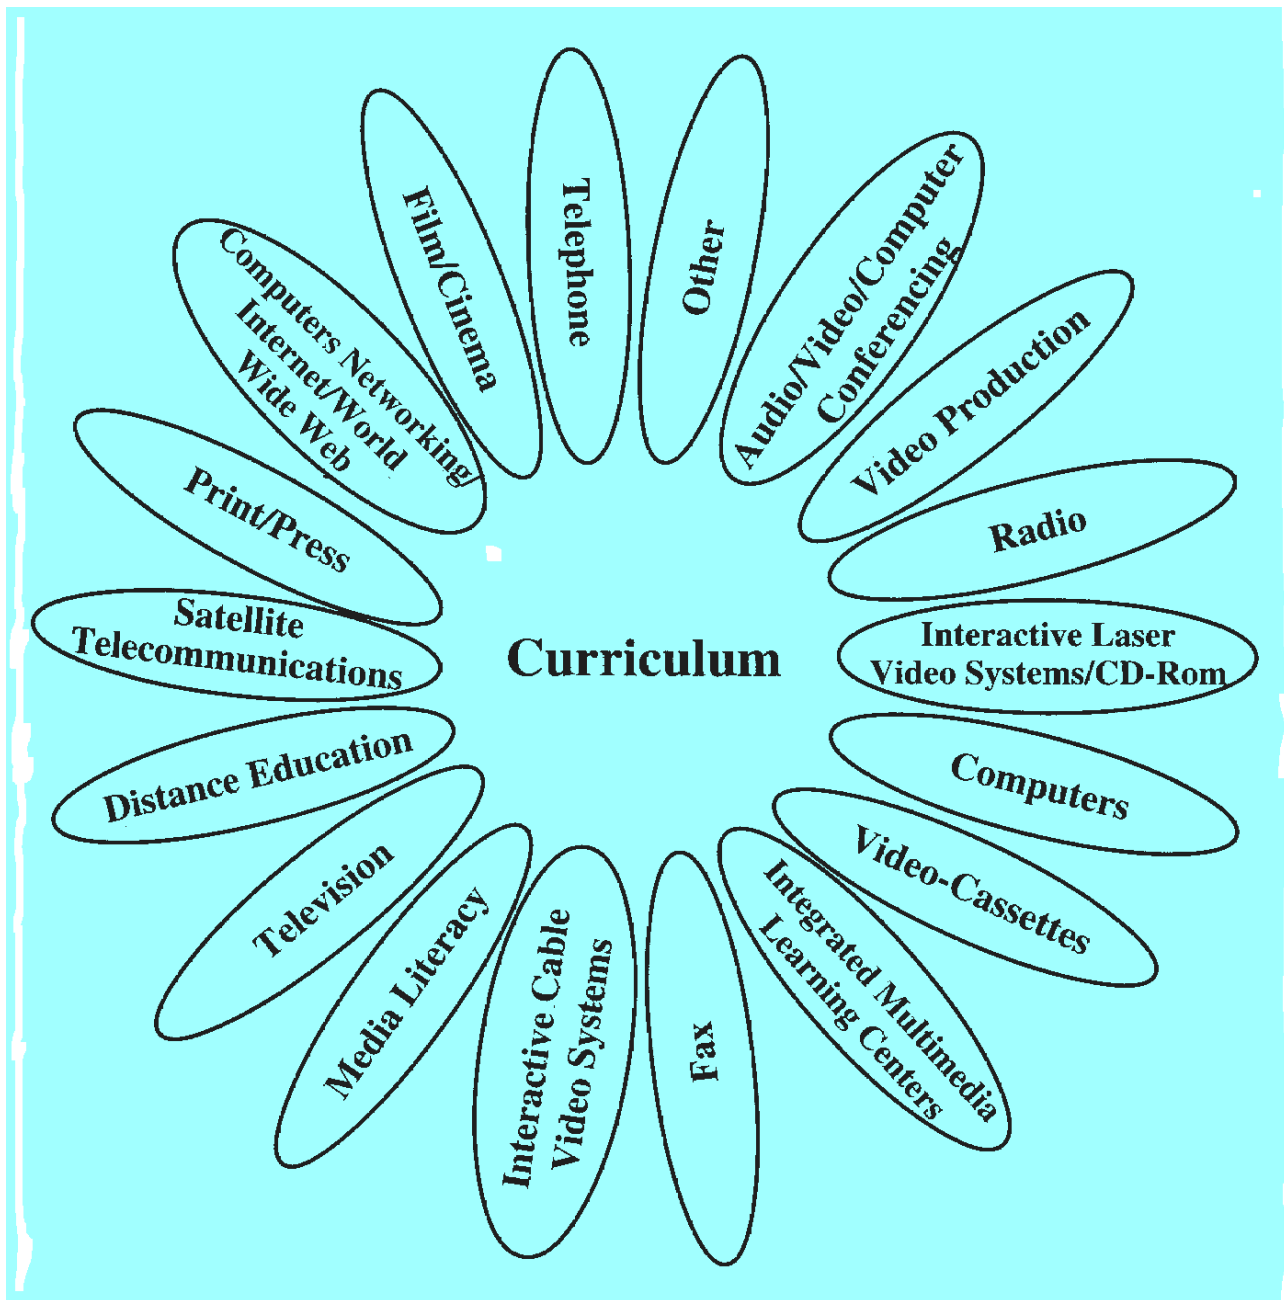 Telephone
Other
Audio/Video/Computer
Conferencing
Video Production
Radio
Interactive Laser
Video Systems/CD-Rom
Computers
Video-Cassettes
Integrated Multimedia
Learning Centers
Fax
Interactive Cable
Video Systems
Media Literacy
Television
Distance Education
Satellite
Telecommunications
Print/Press
Computers Networking/
Internet/World
Wide Web
Film/Cinema
Curriculum